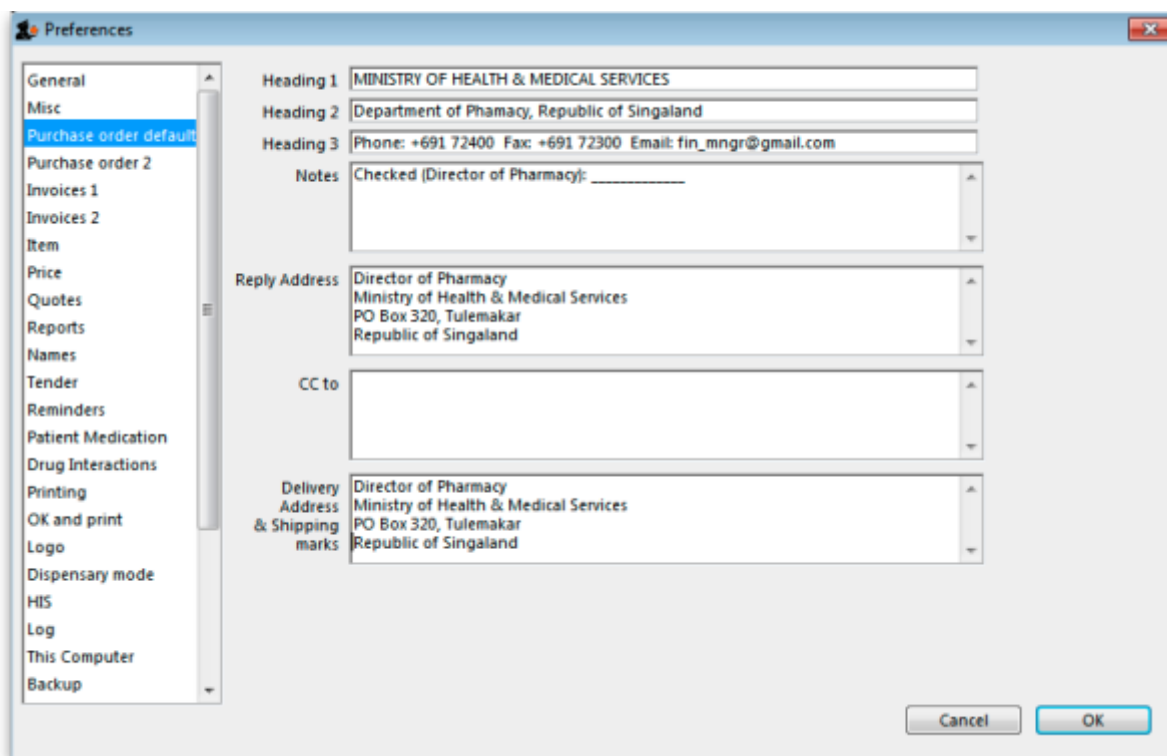 Preferences
General
Misc
Purchase order default
Purchase order 2
Invoices 1
Invoices 2
Item
Price
Quotes
Reports
Names
Tender
Reminders
Patient Medication
Drug Interactions
Printing
OK and print
Logo
Dispensary mode
HIS
Log
This Computer
Backup
Heading 1 MINISTRY OF HEALTH & MEDICAL SERVICES
Heading 2 Department of Phamacy, Republic of Singaland
Heading 3 Phone: +691 72400 Fax: +691 72300 Email: fin_mngr@gmail.com
Notes Checked (Director of Pharmacy): _____________
Reply Address Director of Pharmacy
Ministry of Health & Medical Services
PO Box 320, Tulemakar
Republic of Singaland
CC to
Delivery Director of Pharmacy
Address Ministry of Health & Medical Services
& Shipping PO Box 320, Tulemakar
marks Republic of Singaland
Cancel OK